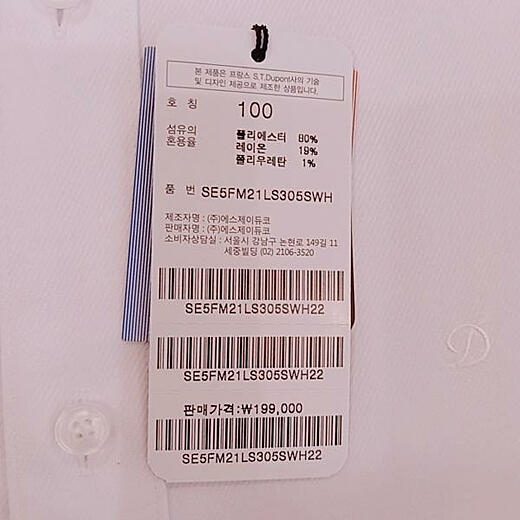 본 제품은 프랑스 S.T.Dupont사의 기술
및 디자인 제공으로 제조한 상품입니다.
호 칭 100
섬유의 혼용율 폴리에스터 80%
레이온 19%
폴리우레탄 1%
품 번 SE5FM21LS305SWH
제조자명 : (주)에스제이듀코
판매자명 : (주)에스제이듀코
소비자상담실 : 서울시 강남구 논현로 149길 11
세중빌딩 (02) 2106-3520
SE5FM21LS305SWH22
SE5FM21LS305SWH22
판매가격:₩199,000
SE5FM21LS305SWH22
D